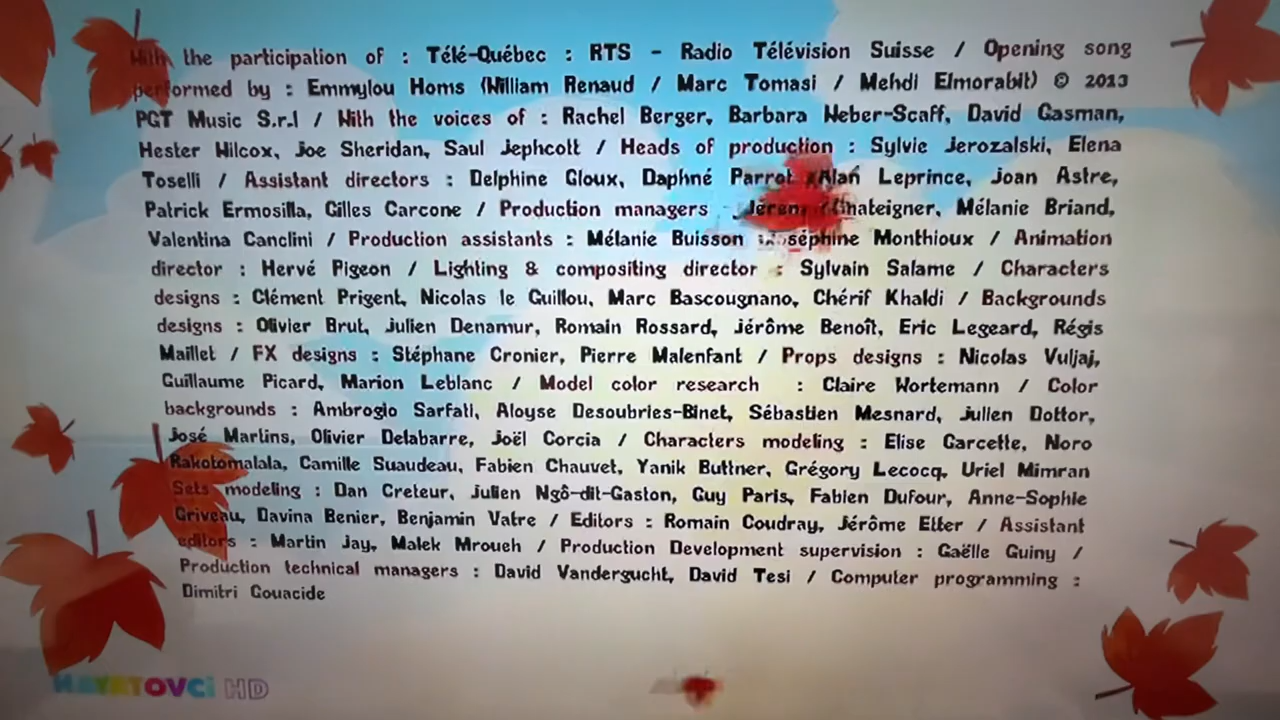 With the participation of : Télé-Québec : RTS - Radio Télévision Suisse / Opening song
performed by : Emmylou Homs (William Renaud / Marc Tomasi / Mehdi Elmorabit) © 2013
PGT Music S.r.l / With the voices of : Rachel Berger, Barbara Weber-Scaff, David Gasman,
Hester Wilcox, Joe Sheridan, Saul Jephcott / Heads of production : Sylvie Jerozalski, Elena
Toselli / Assistant directors : Delphine Gloux, Daphné Parrot, Alan Leprince, Joan Astre,
Patrick Ermosilla, Gilles Carcone / Production managers : Jérémy Chateigner, Mélanie Briand,
Valentina Canclini / Production assistants : Mélanie Buisson, Joséphine Monthioux / Animation
director : Hervé Pigeon / Lighting & compositing director : Sylvain Salame / Characters
designs : Clément Prigent, Nicolas le Guillou, Marc Bascougnano, Chérif Khaldi / Backgrounds
designs : Olivier Brut, Julien Denamur, Romain Rossard, Jérôme Benoît, Eric Legeard, Régis
Maillet / FX designs : Stéphane Cronier, Pierre Malenfant / Props designs : Nicolas Vuljaj,
Guillaume Picard, Marion Leblanc / Model color research : Claire Wortemann / Color
backgrounds : Ambrogio Sarfati, Aloyse Desoubries-Binet, Sébastien Mesnard, Julien Dottor,
José Martins, Olivier Delabarre, Joël Corcia / Characters modeling : Elise Garcette, Noro
Rakotomalala, Camille Suaudeau, Fabien Chauvet, Yanik Buttner, Grégory Lecocq, Uriel Mimran
Sets modeling : Dan Creteur, Julien Ngô-dit-Gaston, Guy Paris, Fabien Dufour, Anne-Sophie
Griveau, Davina Benier, Benjamin Vatre / Editors : Romain Coudray, Jérôme Etter / Assistant
editors : Martin Jay, Malek Mroueh / Production Development supervision : Gaëlle Guiny /
Production technical managers : David Vandergucht, David Tesi / Computer programming :
Dimitri Gouacide
HAYATOVCİ HD